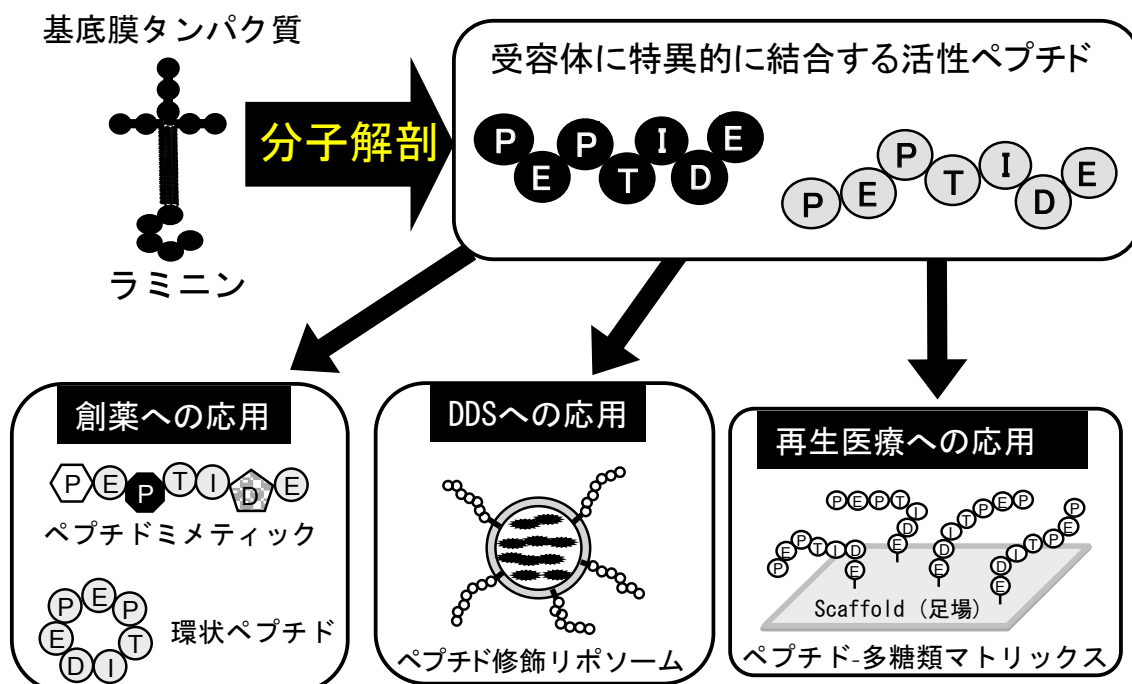 基底膜タンパク質
ラミニン
分子解剖
受容体に特異的に結合する活性ペプチド
PEPTIDE
PEPTIDE
創薬への応用
PEPTIDE
ペプチドミメティック
PEPTIDE
環状ペプチド
DDSへの応用
ペプチド修飾リポソーム
再生医療への応用
PEPTIDE
PEPTIDE
PEPTIDE
PEPTIDE
Scaffold (足場)
ペプチド-多糖類マトリックス